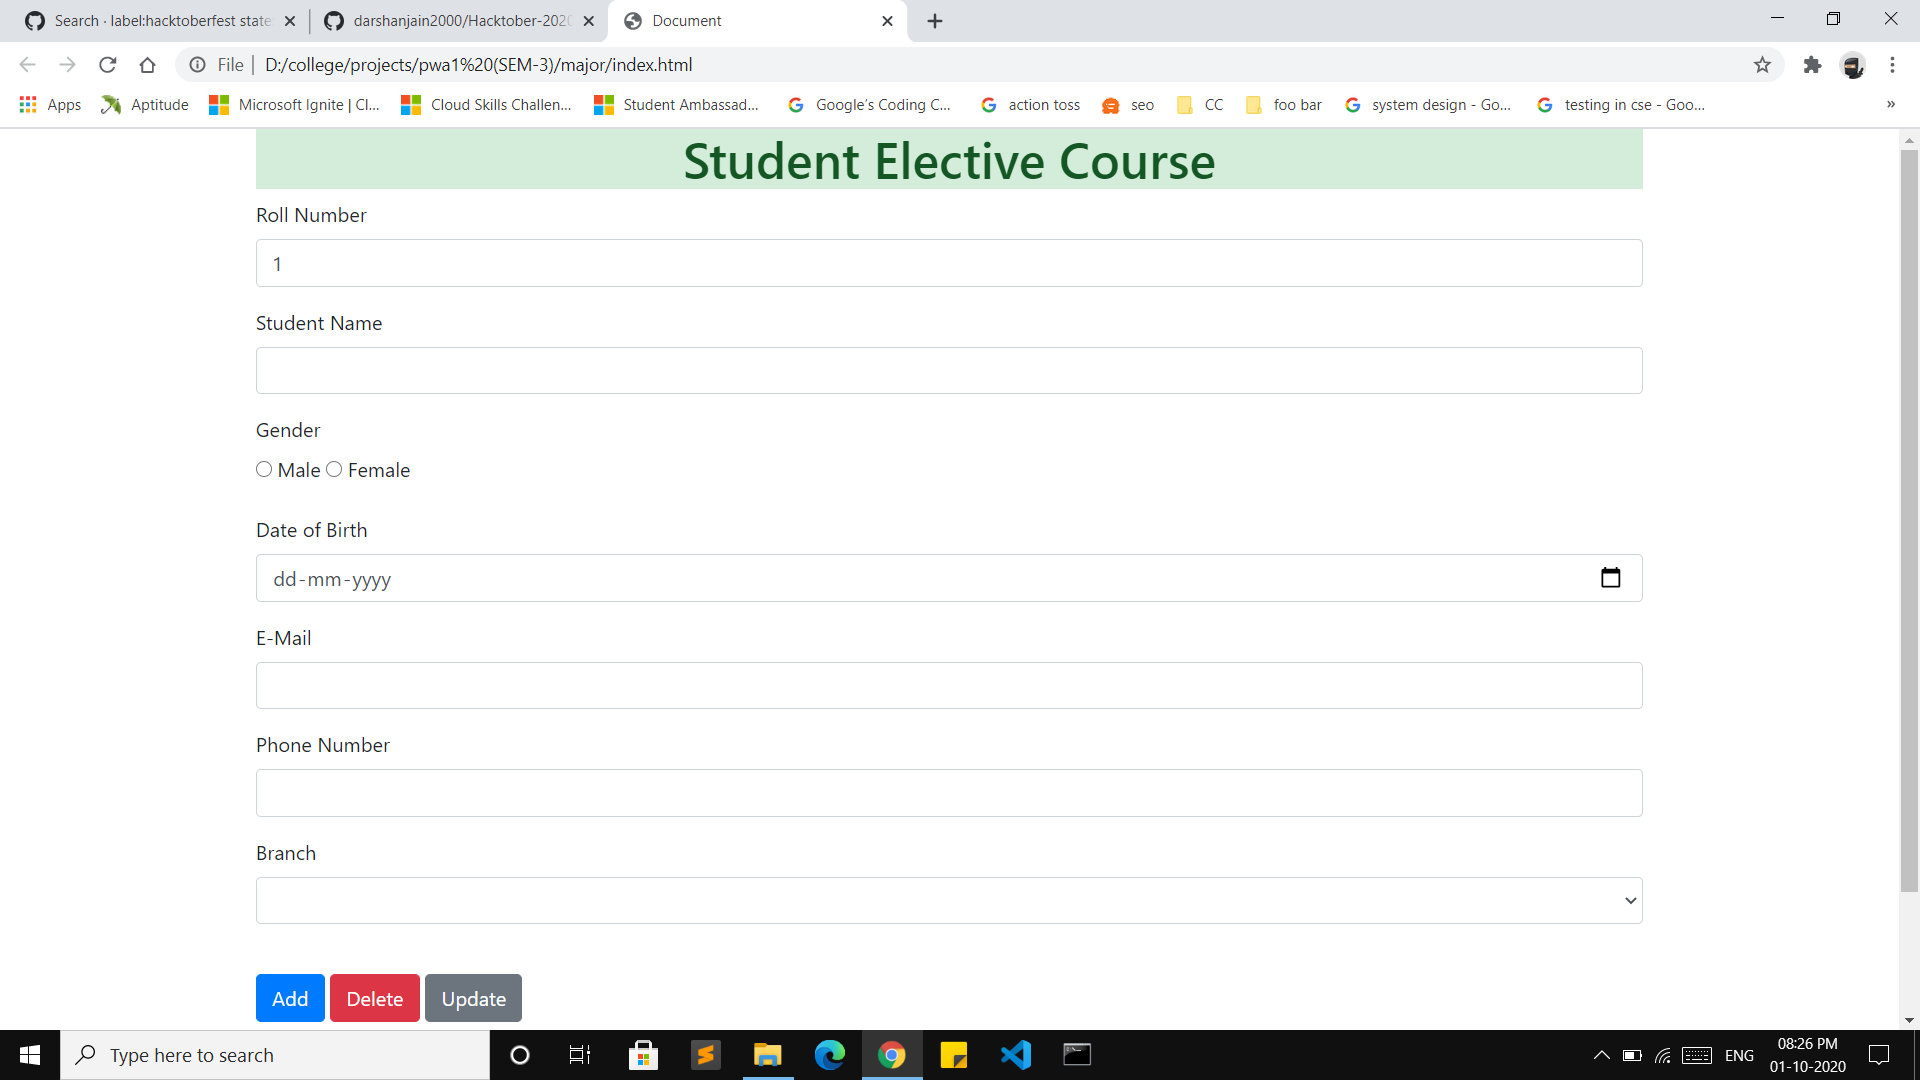 Search · label:hacktoberfest state
darshanjain2000/Hacktober-2020
Document
File
D:/college/projects/pwa1%20(SEM-3)/major/index.html
Apps
Aptitude
Microsoft Ignite | Cl...
Cloud Skills Challen...
Student Ambassad...
Google's Coding C...
action toss
seo
CC
foo bar
system design - Go...
testing in cse - Goo...
»
Student Elective Course
Roll Number
1
Student Name
Gender
Male Female
Date of Birth
dd-mm-yyyy
E-Mail
Phone Number
Branch
Add Delete Update
Type here to search
ENG
08:26 PM
01-10-2020